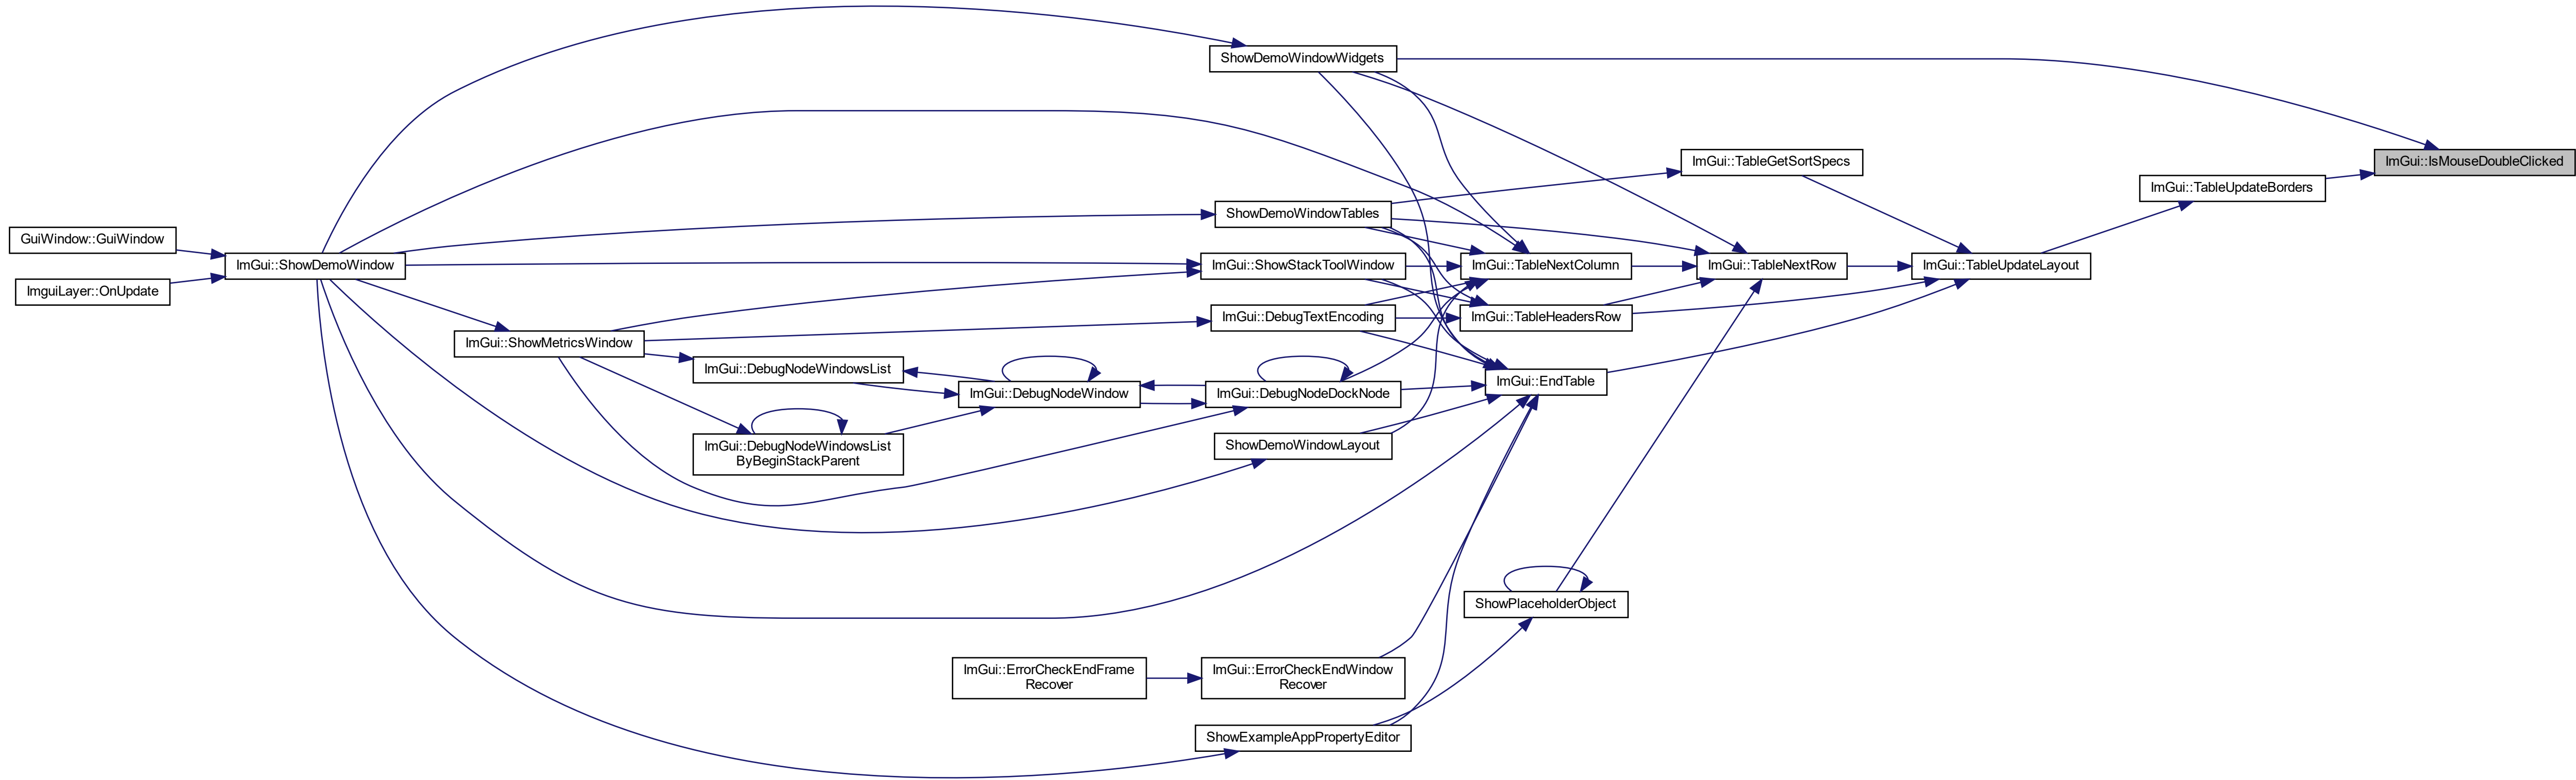 ShowDemoWindowWidgets
ImGui::TableGetSortSpecs
ImGui::IsMouseDoubleClicked
ImGui::TableUpdateBorders
ShowDemoWindowTables
GuiWindow::GuiWindow
ImGui::ShowDemoWindow
ImGui::ShowStackToolWindow
ImGui::TableNextColumn
ImGui::TableNextRow
ImGui::TableUpdateLayout
ImguiLayer::OnUpdate
ImGui::DebugTextEncoding
ImGui::TableHeadersRow
ImGui::ShowMetricsWindow
ImGui::DebugNodeWindowsList
ImGui::EndTable
ImGui::DebugNodeWindow
ImGui::DebugNodeDockNode
ShowDemoWindowLayout
ImGui::DebugNodeWindowsList
ByBeginStackParent
ShowPlaceholderObject
ImGui::ErrorCheckEndFrame
Recover
ImGui::ErrorCheckEndWindow
Recover
ShowExampleAppPropertyEditor